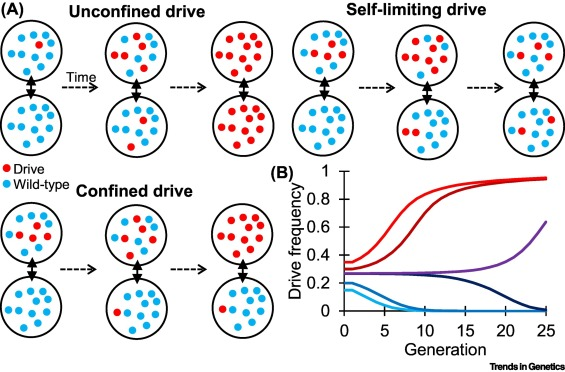 (A) Unconfined drive
Self-limiting drive
Time
Drive
Wild-type
Confined drive
(B)
Drive frequency
1
0.8
0.6
0.4
0.2
0
0 5 10 15 20 25
Generation
Trends in Genetics